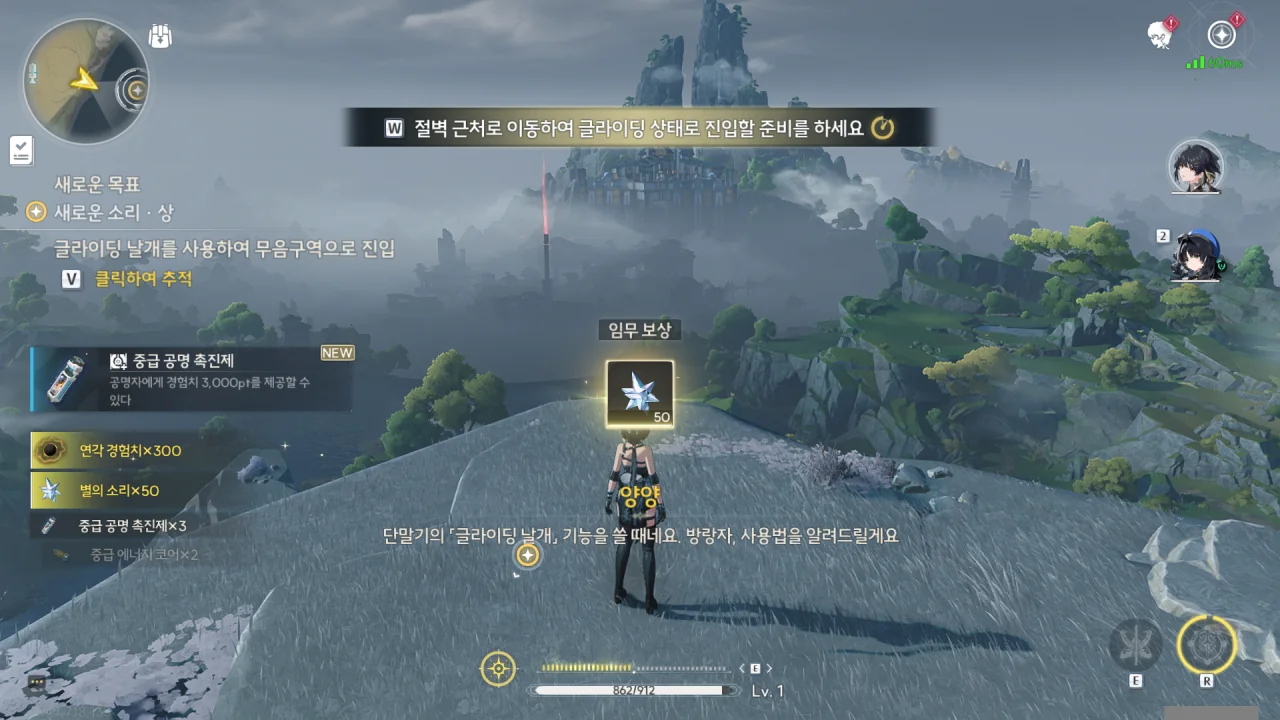 60ms
W 절벽 근처로 이동하여 글라이딩 상태로 진입할 준비를 하세요
새로운 목표
새로운 소리 · 상
글라이딩 날개를 사용하여 무음구역으로 진입
V 클릭하여 추적
2
임무 보상
50
중급 공명 촉진제 NEW
공명자에게 경험치 3,000pt를 제공할 수
있다
연각 경험치×300
별의 소리×50
중급 공명 촉진제×3
중급 에너지 코어×2
양양
단말기의 「글라이딩 날개」 기능을 쓸 때네요. 방랑자, 사용법을 알려드릴게요
E
862/912
Lv. 1
E
R